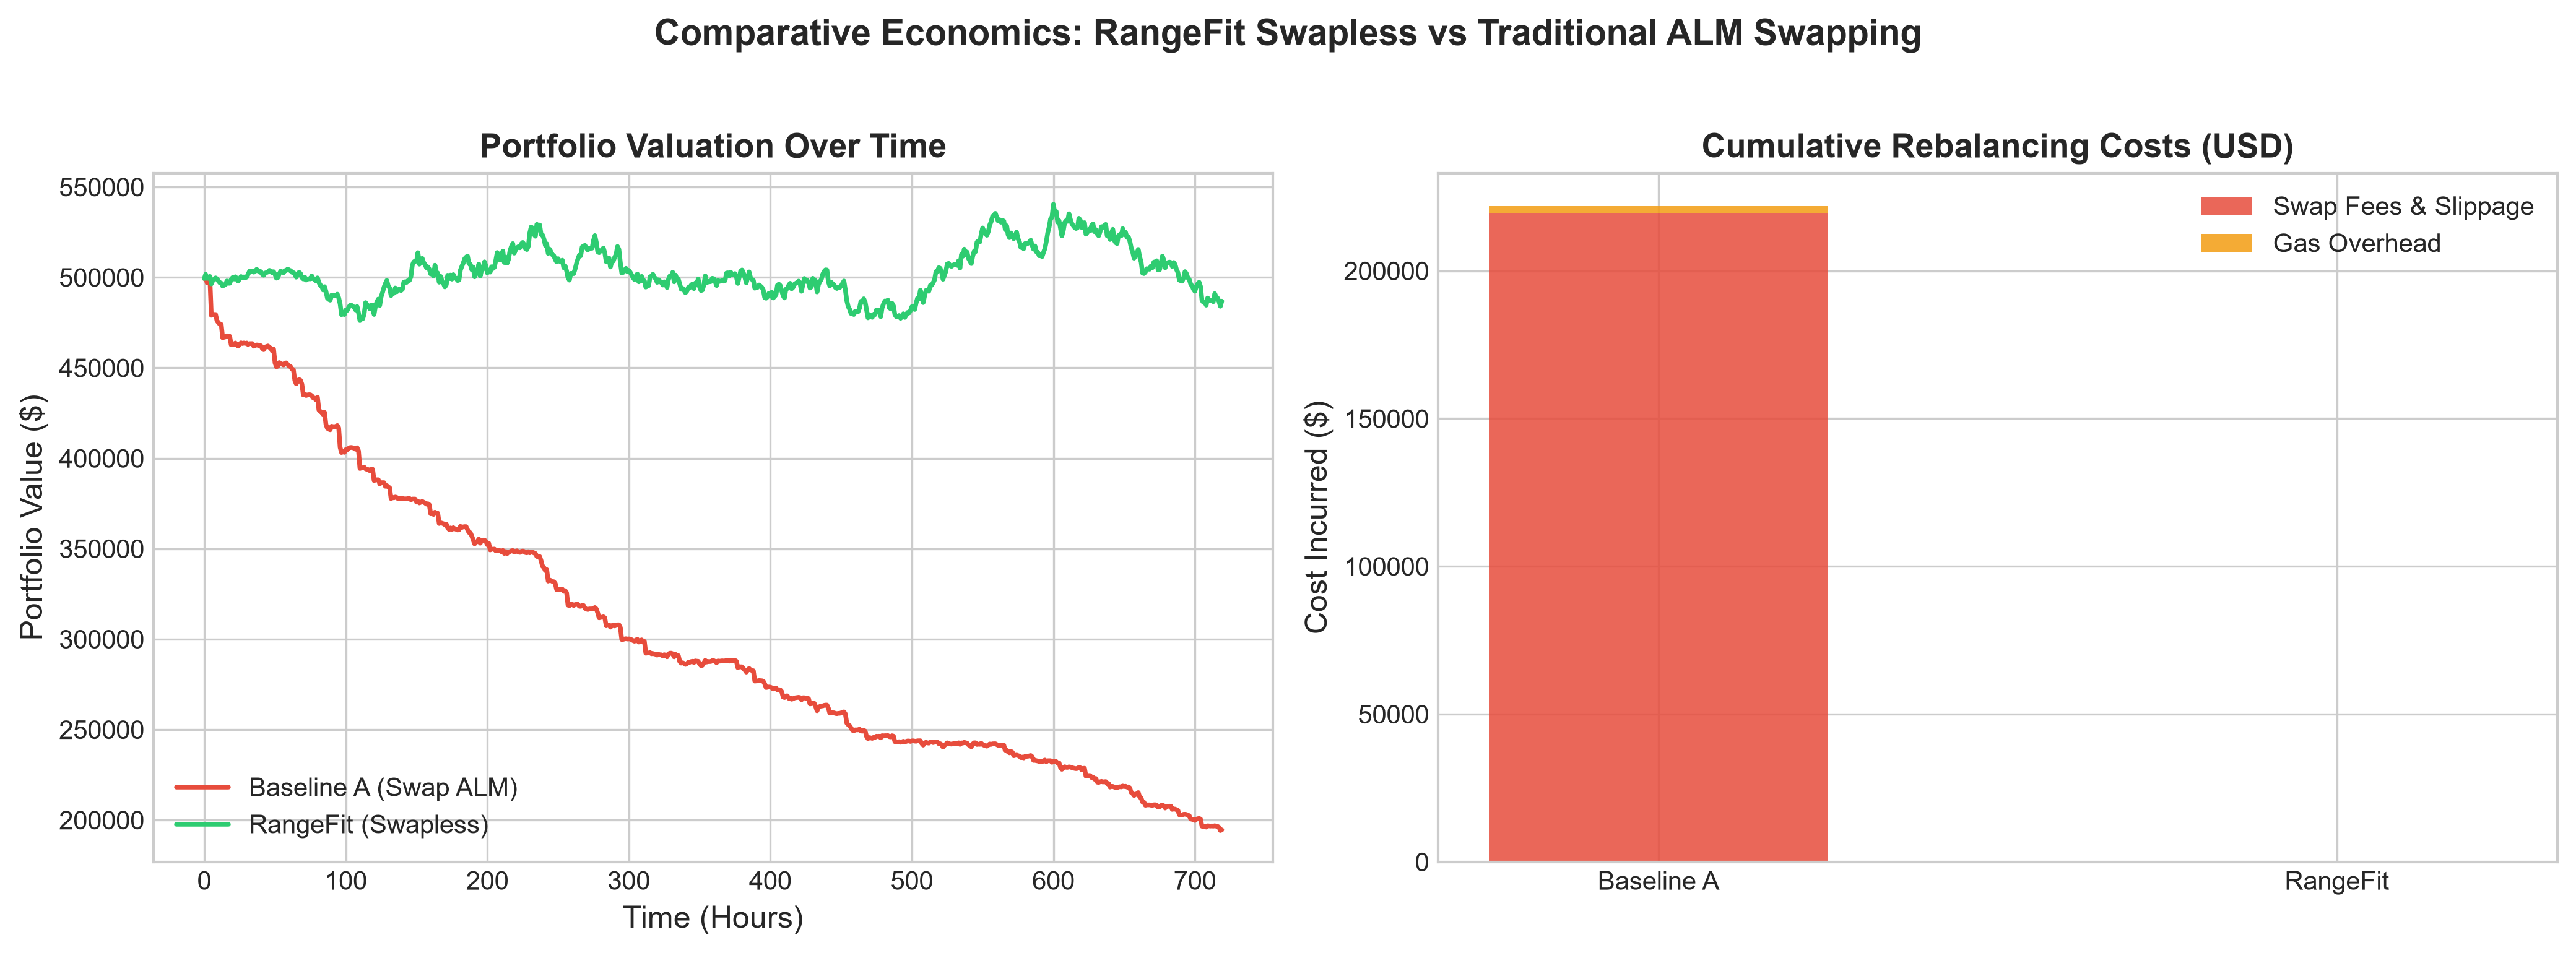 Comparative Economics: RangeFit Swapless vs Traditional ALM Swapping
Portfolio Valuation Over Time
Portfolio Value ($)
550000
500000
450000
400000
350000
300000
250000
200000
Baseline A (Swap ALM)
RangeFit (Swapless)
0 100 200 300 400 500 600 700
Time (Hours)
Cumulative Rebalancing Costs (USD)
Cost Incurred ($)
200000
150000
100000
50000
0
Swap Fees & Slippage
Gas Overhead
Baseline A RangeFit